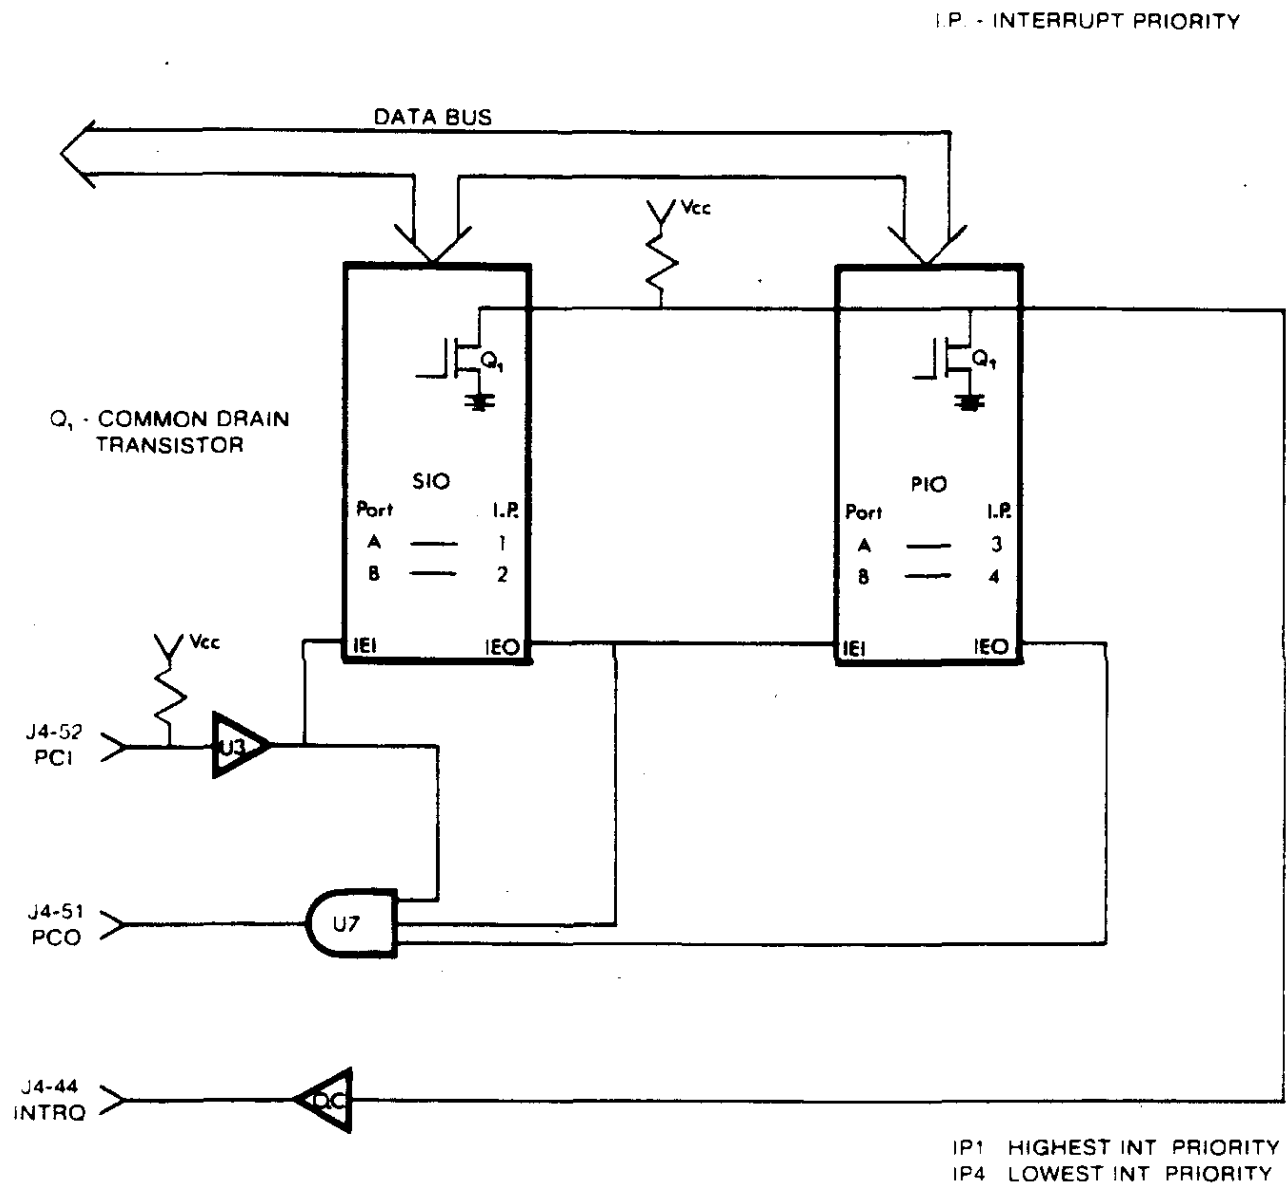 I.P. - INTERRUPT PRIORITY
DATA BUS
Vcc
Q1
Q1
Q1 - COMMON DRAIN
TRANSISTOR
SIO
Port I.P.
A — 1
B — 2
PIO
Port I.P.
A — 3
B — 4
IEI IEO
IEI IEO
Vcc
J4-52
PCI
U3
J4-51
PCO
U7
J4-44
INTRQ
O.C
IP1 HIGHEST INT PRIORITY
IP4 LOWEST INT PRIORITY